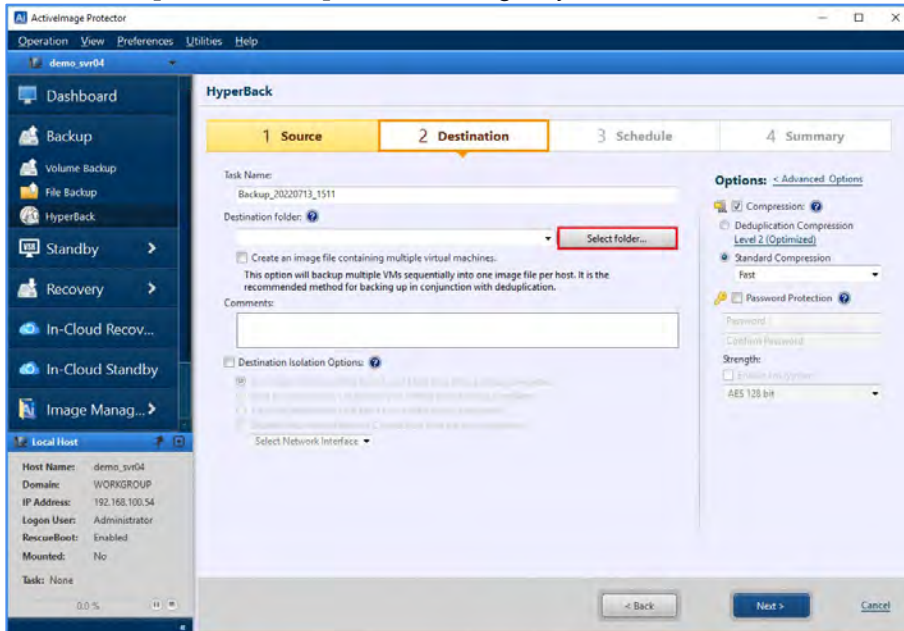 ActiveImage Protector
Operation View Preferences Utilities Help
demo_svr04
Dashboard
Backup
Volume Backup
File Backup
HyperBack
Standby
Recovery
In-Cloud Recov...
In-Cloud Standby
Image Manag...
Local Host
Host Name: demo_svr04
Domain: WORKGROUP
IP Address: 192.168.100.54
Logon User: Administrator
RescueBoot: Enabled
Mounted: No
Task: None
0.0 %
HyperBack
1 Source
2 Destination
3 Schedule
4 Summary
Task Name:
Backup_20220713_1511
Destination folder:
Select folder...
Create an image file containing multiple virtual machines.
This option will backup multiple VMs sequentially into one image file per host. It is the
recommended method for backing up in conjunction with deduplication.
Comments:
Destination Isolation Options:
Select Network Interface
Options: < Advanced Options
Compression:
Deduplication Compression
Level 2 (Optimized)
Standard Compression
Fast
Password Protection
Password
Confirm Password
Strength:
AES 128 bit
< Back
Next >
Cancel